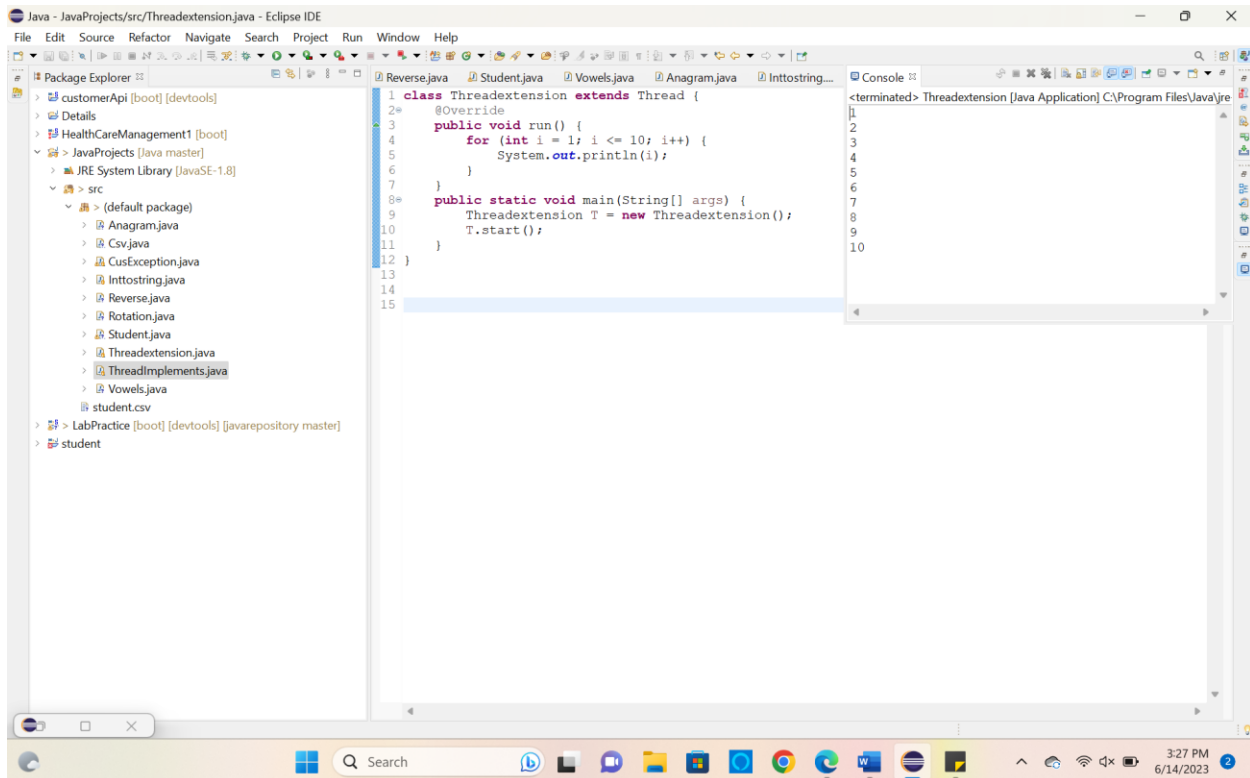 Java - JavaProjects/src/Threadextension.java - Eclipse IDE
File Edit Source Refactor Navigate Search Project Run Window Help
Package Explorer
customerApi [boot] [devtools]
Details
HealthCareManagement1 [boot]
> JavaProjects [Java master]
JRE System Library [JavaSE-1.8]
> src
> (default package)
Anagram.java
Csv.java
CusException.java
Inttostring.java
Reverse.java
Rotation.java
Student.java
Threadextension.java
ThreadImplements.java
Vowels.java
student.csv
> LabPractice [boot] [devtools] [javarepository master]
student
Reverse.java Student.java Vowels.java Anagram.java Inttostring....
1 class Threadextension extends Thread {
2 @Override
3 public void run() {
4 for (int i = 1; i <= 10; i++) {
5 System.out.println(i);
6 }
7 }
8 public static void main(String[] args) {
9 Threadextension T = new Threadextension();
10 T.start();
11 }
12 }
13
14
15
Console
<terminated> Threadextension [Java Application] C:\Program Files\Java\jre
1
2
3
4
5
6
7
8
9
10
Search
3:27 PM
6/14/2023
2